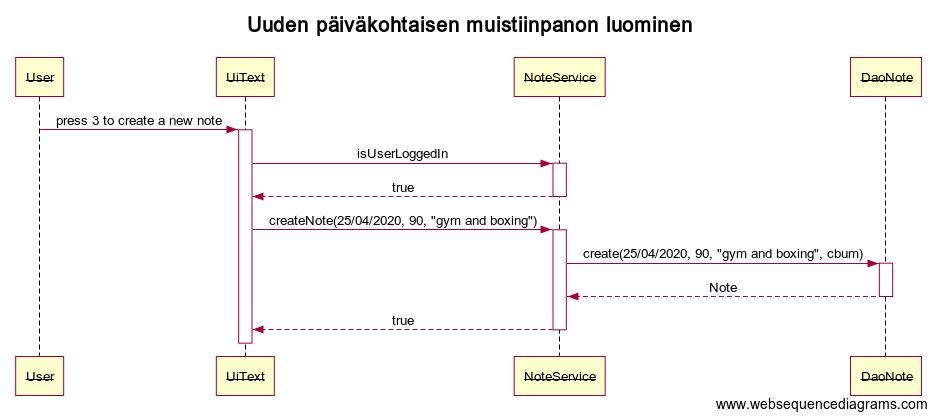 Uuden päiväkohtaisen muistiinpanon luominen
User
UiText
NoteService
DaoNote
press 3 to create a new note
isUserLoggedIn
true
createNote(25/04/2020, 90, "gym and boxing")
create(25/04/2020, 90, "gym and boxing", cbum)
Note
true
User
UiText
NoteService
DaoNote
www.websequencediagrams.com